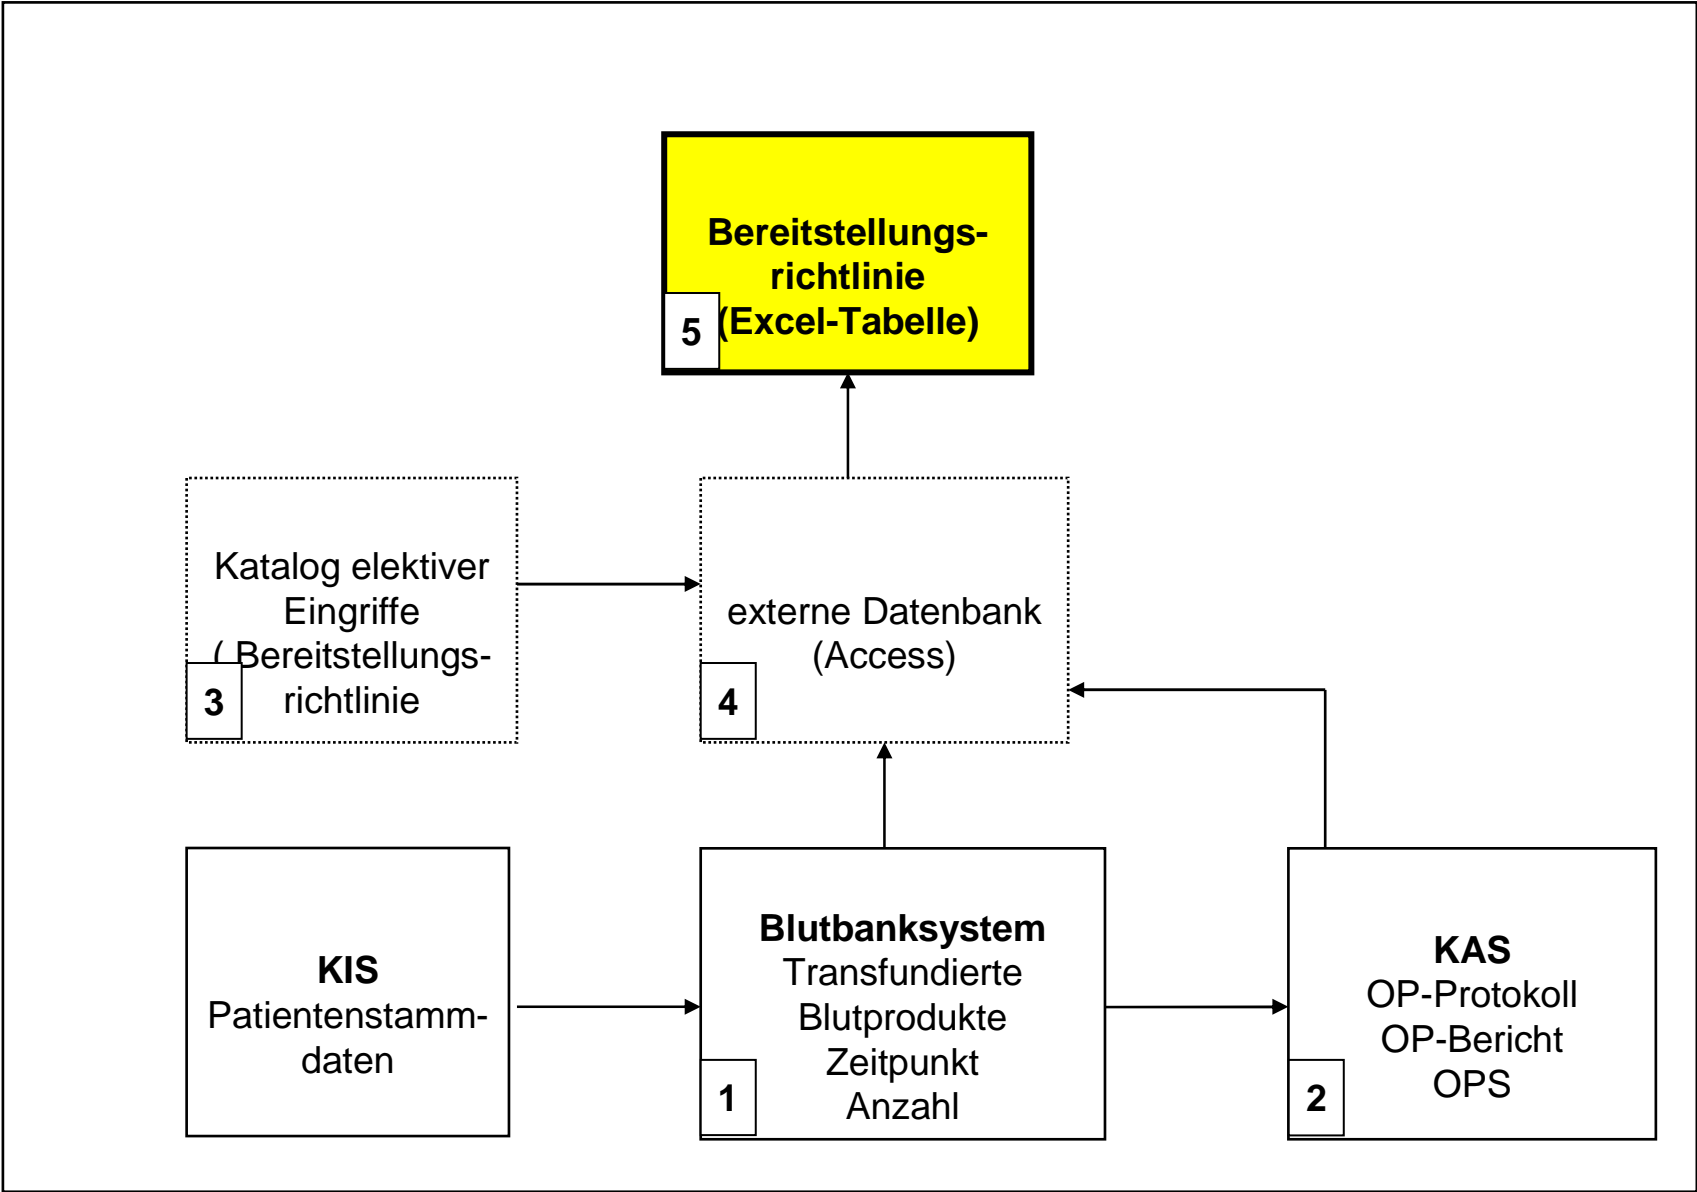 Bereitstellungs-
richtlinie
(Excel-Tabelle)
5
Katalog elektiver
Eingriffe
( Bereitstellungs-
richtlinie
3
externe Datenbank
(Access)
4
KIS
Patientenstamm-
daten
Blutbanksystem
Transfundierte
Blutprodukte
Zeitpunkt
Anzahl
1
KAS
OP-Protokoll
OP-Bericht
OPS
2